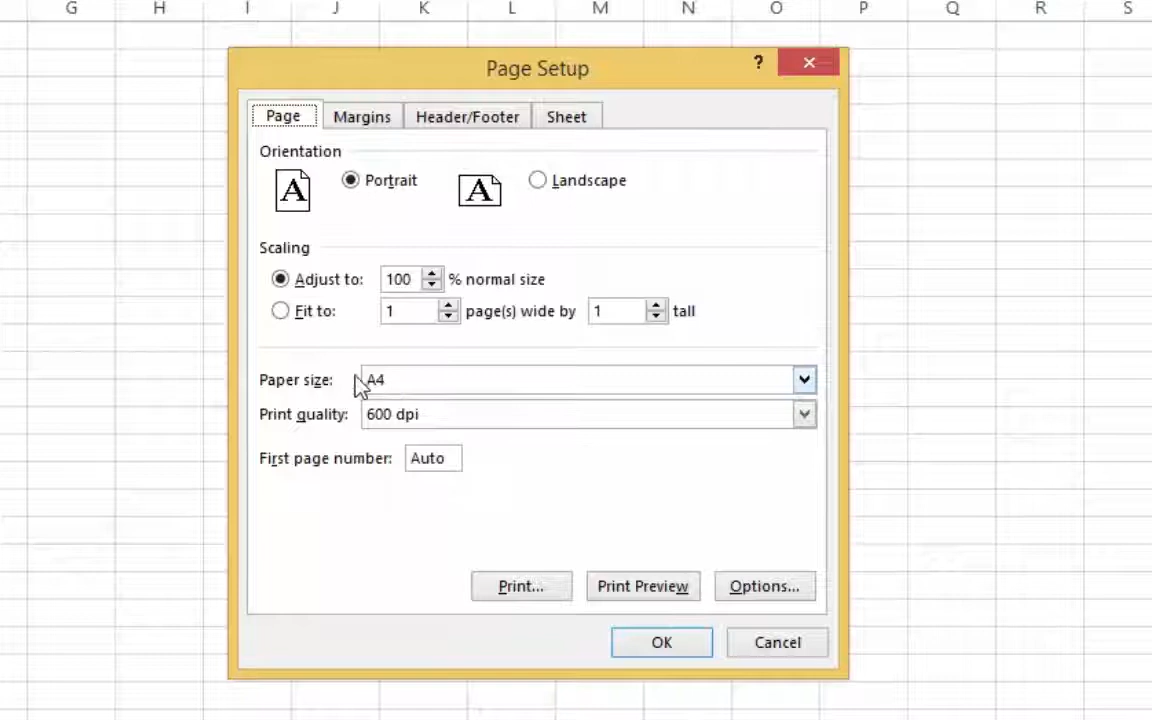 G H I J K L M N O P Q R S
Page Setup ?
Page Margins Header/Footer Sheet
Orientation
A Portrait A Landscape
Scaling
Adjust to: 100 % normal size
Fit to: 1 page(s) wide by 1 tall
Paper size: A4
Print quality: 600 dpi
First page number: Auto
Print... Print Preview Options...
OK Cancel